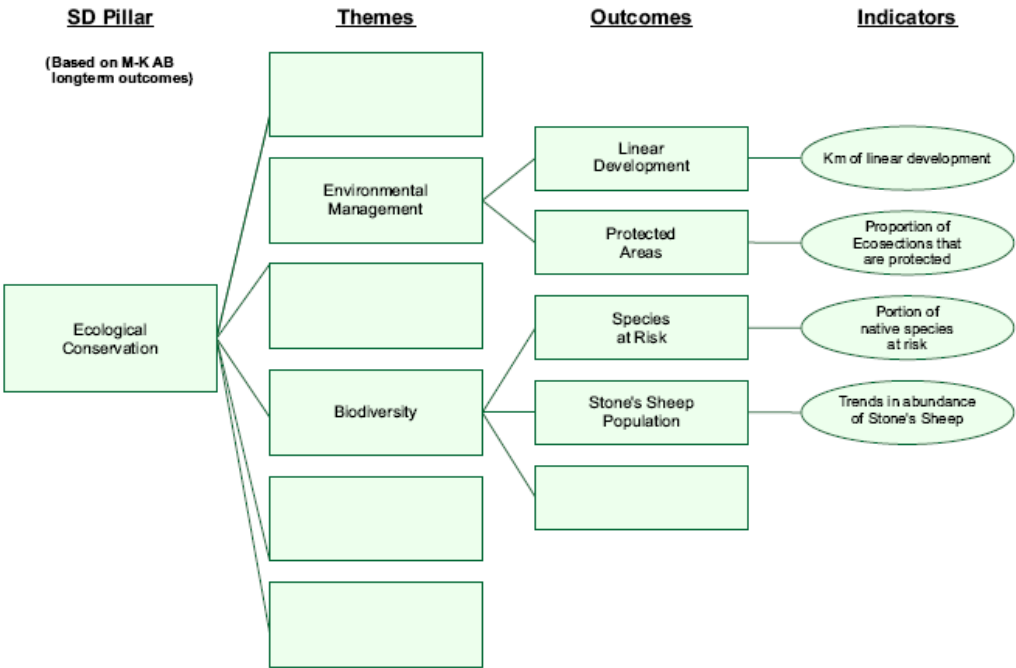 SD Pillar
Themes
Outcomes
Indicators
(Based on M-K AB
longterm outcomes)
Linear
Development
Km of linear development
Environmental
Management
Protected
Areas
Proportion of
Ecosections that
are protected
Ecological
Conservation
Species
at Risk
Portion of
native species
at risk
Biodiversity
Stone's Sheep
Population
Trends in abundance
of Stone's Sheep